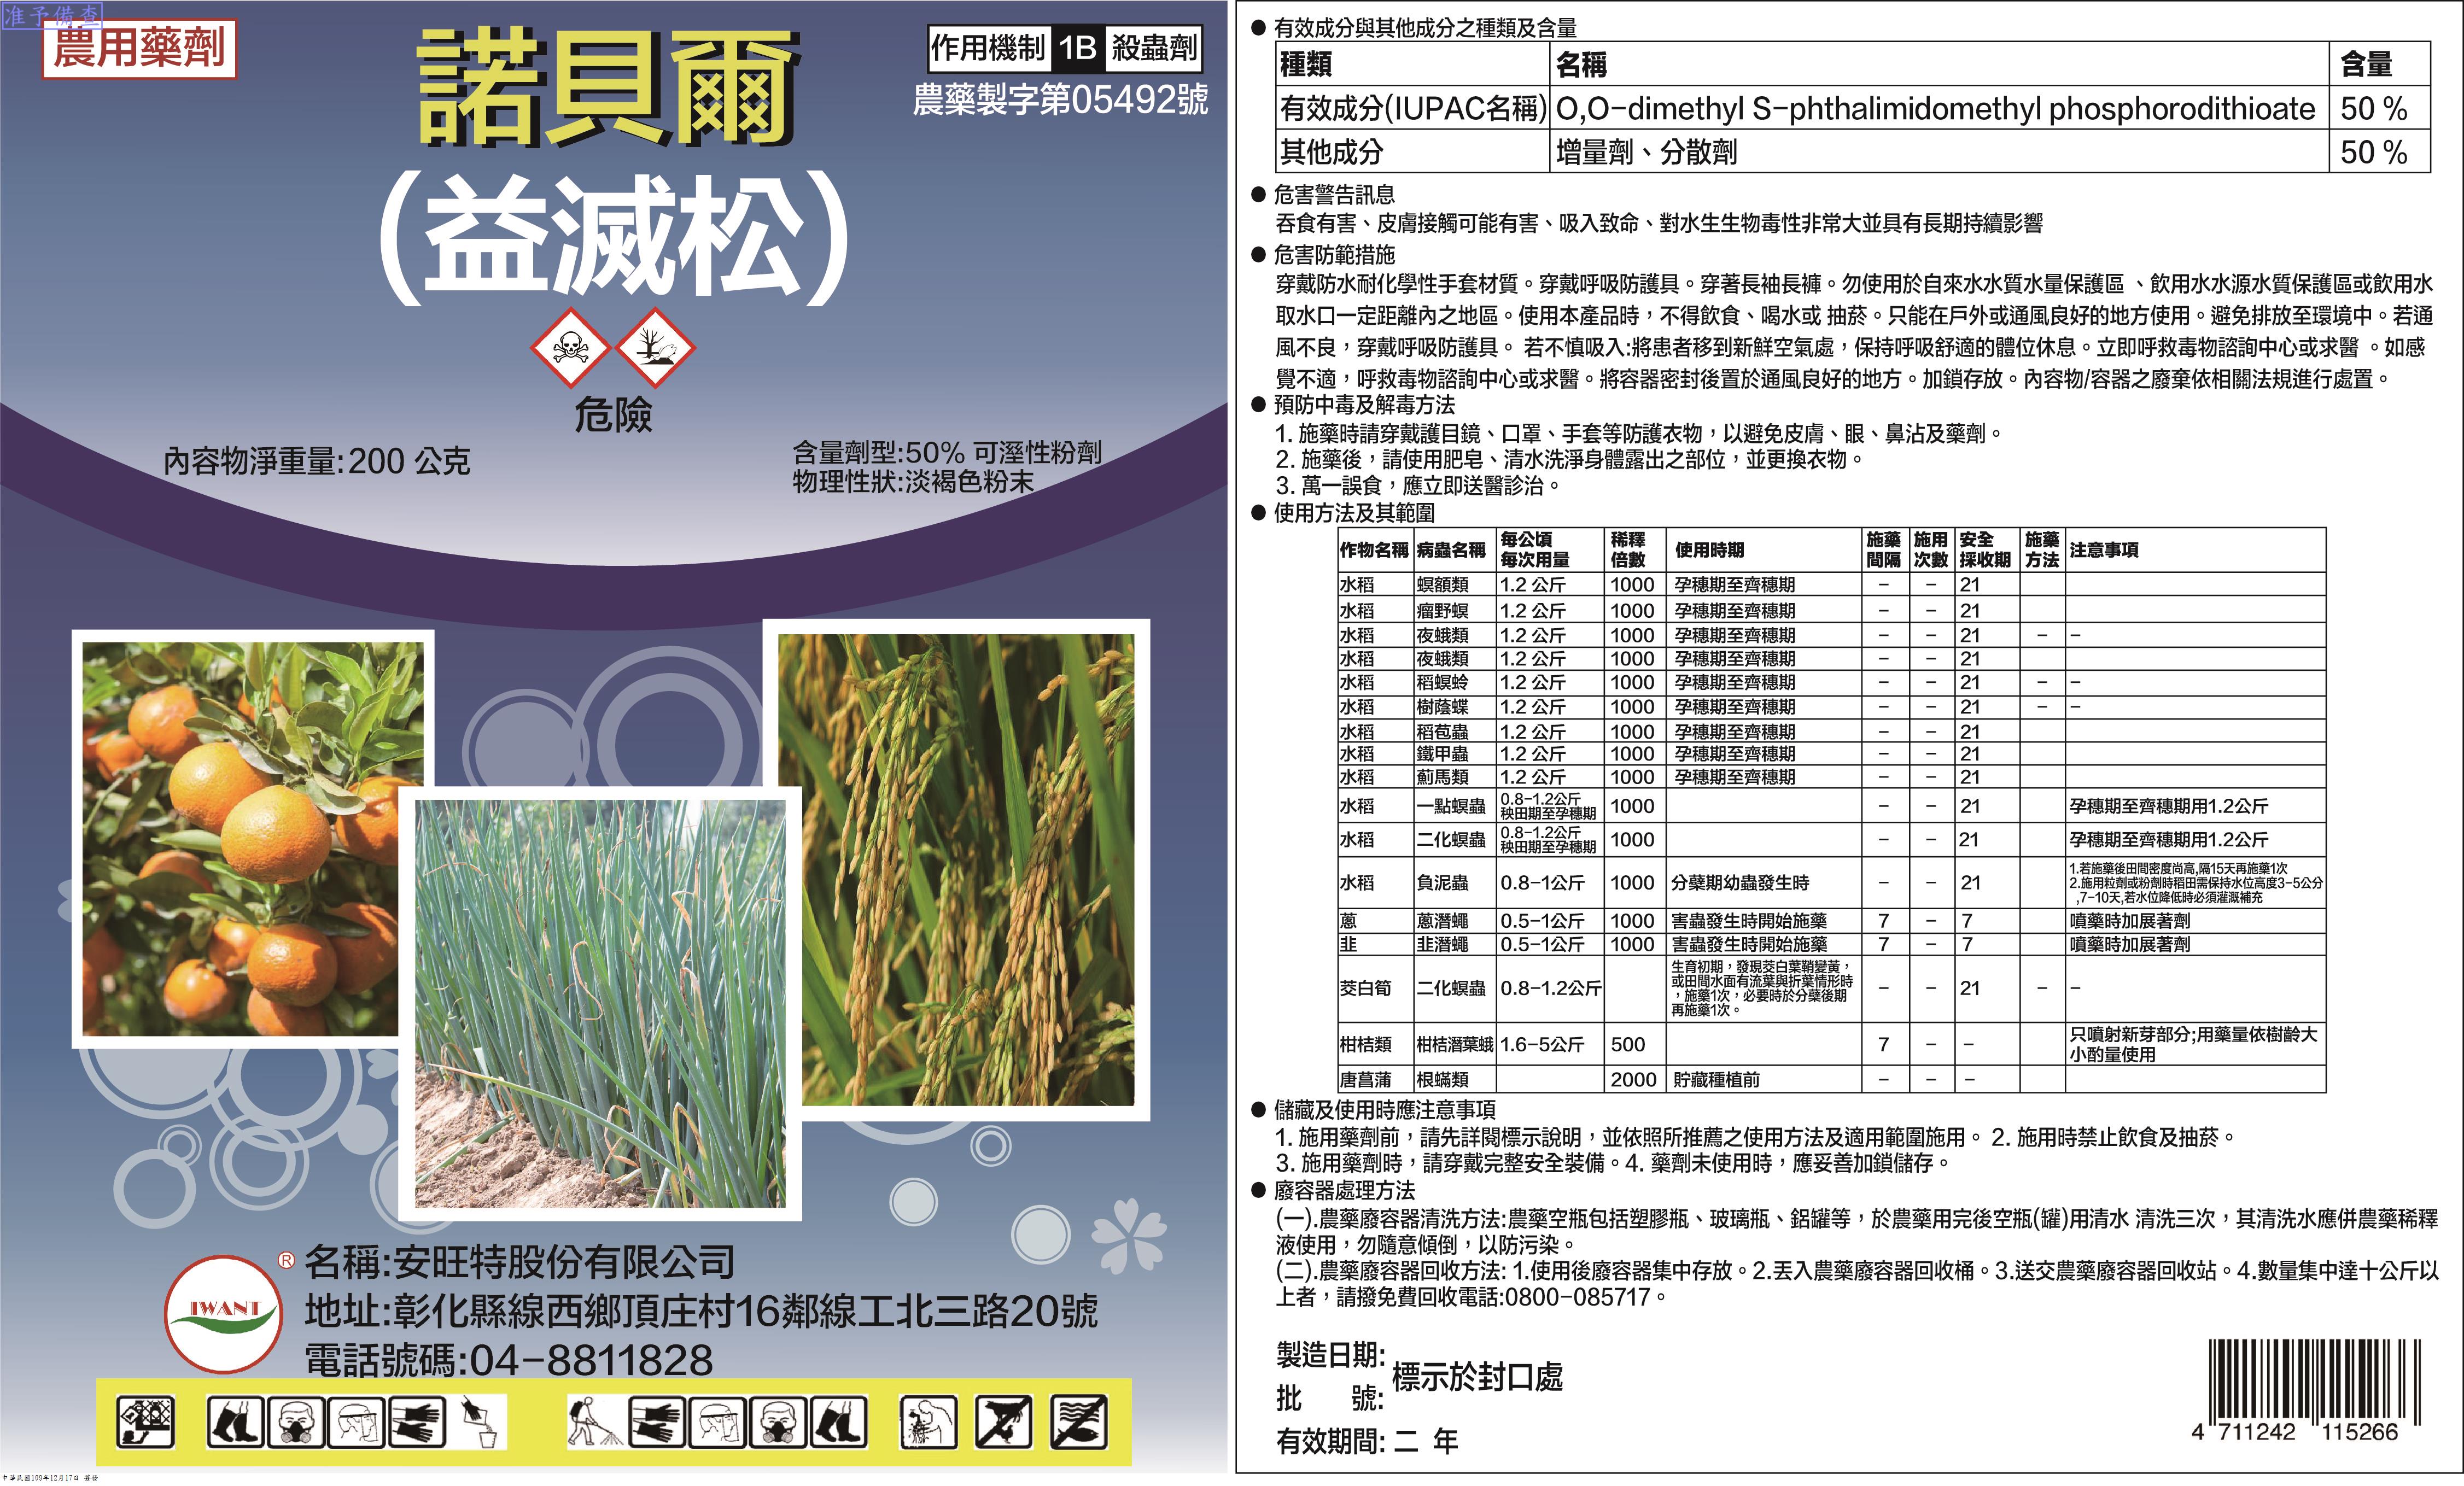 准予備查
農用藥劑
諾貝爾
(益滅松)
作用機制 1B 殺蟲劑
農藥製字第05492號
危險
內容物淨重量:200 公克
含量劑型:50% 可溼性粉劑
物理性狀:淡褐色粉末
IWANT ®
名稱:安旺特股份有限公司
地址:彰化縣線西鄉頂庄村16鄰線工北三路20號
電話號碼:04-8811828
中華民國109年12月17日 簽發
● 有效成分與其他成分之種類及含量
種類 名稱 含量
有效成分(IUPAC名稱) O,O-dimethyl S-phthalimidomethyl phosphorodithioate 50 %
其他成分 增量劑、分散劑 50 %
● 危害警告訊息
吞食有害、皮膚接觸可能有害、吸入致命、對水生生物毒性非常大並具有長期持續影響
● 危害防範措施
穿戴防水耐化學性手套材質。穿戴呼吸防護具。穿著長袖長褲。勿使用於自來水水質水量保護區 、飲用水水源水質保護區或飲用水
取水口一定距離內之地區。使用本產品時，不得飲食、喝水或 抽菸。只能在戶外或通風良好的地方使用。避免排放至環境中。若通
風不良，穿戴呼吸防護具。 若不慎吸入:將患者移到新鮮空氣處，保持呼吸舒適的體位休息。立即呼救毒物諮詢中心或求醫 。如感
覺不適，呼救毒物諮詢中心或求醫。將容器密封後置於通風良好的地方。加鎖存放。內容物/容器之廢棄依相關法規進行處置。
● 預防中毒及解毒方法
1. 施藥時請穿戴護目鏡、口罩、手套等防護衣物，以避免皮膚、眼、鼻沾及藥劑。
2. 施藥後，請使用肥皂、清水洗淨身體露出之部位，並更換衣物。
3. 萬一誤食，應立即送醫診治。
● 使用方法及其範圍
作物名稱 病蟲名稱 每公頃每次用量 稀釋倍數 使用時期 施藥間隔 施用次數 安全採收期 施藥方法 注意事項
水稻 螟額類 1.2 公斤 1000 孕穗期至齊穗期 - - 21
水稻 瘤野螟 1.2 公斤 1000 孕穗期至齊穗期 - - 21
水稻 夜蛾類 1.2 公斤 1000 孕穗期至齊穗期 - - 21 - -
水稻 夜蛾類 1.2 公斤 1000 孕穗期至齊穗期 - - 21
水稻 稻螟蛉 1.2 公斤 1000 孕穗期至齊穗期 - - 21 - -
水稻 樹蔭蝶 1.2 公斤 1000 孕穗期至齊穗期 - - 21 - -
水稻 稻苞蟲 1.2 公斤 1000 孕穗期至齊穗期 - - 21
水稻 鐵甲蟲 1.2 公斤 1000 孕穗期至齊穗期 - - 21
水稻 薊馬類 1.2 公斤 1000 孕穗期至齊穗期 - - 21
水稻 一點螟蟲 0.8-1.2公斤 秧田期至孕穗期 1000 - - 21 孕穗期至齊穗期用1.2公斤
水稻 二化螟蟲 0.8-1.2公斤 秧田期至孕穗期 1000 - - 21 孕穗期至齊穗期用1.2公斤
水稻 負泥蟲 0.8-1公斤 1000 分蘗期幼蟲發生時 - - 21 1.若施藥後田間密度尚高,隔15天再施藥1次
2.施用粒劑或粉劑時稻田需保持水位高度3-5公分
,7-10天,若水位降低時必須灌溉補充
蔥 蔥潛蠅 0.5-1公斤 1000 害蟲發生時開始施藥 7 - 7 噴藥時加展著劑
韭 韭潛蠅 0.5-1公斤 1000 害蟲發生時開始施藥 7 - 7 噴藥時加展著劑
茭白筍 二化螟蟲 0.8-1.2公斤 生育初期，發現茭白葉鞘變黃，
或田間水面有流葉與折葉情形時
，施藥1次，必要時於分蘗後期
再施藥1次。 - - 21 - -
柑桔類 柑桔潛葉蛾 1.6-5公斤 500 7 - - 只噴射新芽部分;用藥量依樹齡大
小酌量使用
唐菖蒲 根蟎類 2000 貯藏種植前 - - -
● 儲藏及使用時應注意事項
1. 施用藥劑前，請先詳閱標示說明，並依照所推薦之使用方法及適用範圍施用。 2. 施用時禁止飲食及抽菸。
3. 施用藥劑時，請穿戴完整安全裝備。4. 藥劑未使用時，應妥善加鎖儲存。
● 廢容器處理方法
(一).農藥廢容器清洗方法:農藥空瓶包括塑膠瓶、玻璃瓶、鋁罐等，於農藥用完後空瓶(罐)用清水 清洗三次，其清洗水應併農藥稀釋
液使用，勿隨意傾倒，以防污染。
(二).農藥廢容器回收方法: 1.使用後廢容器集中存放。2.丟入農藥廢容器回收桶。3.送交農藥廢容器回收站。4.數量集中達十公斤以
上者，請撥免費回收電話:0800-085717。
製造日期:
批 號: 標示於封口處
有效期間: 二 年
4 711242 115266